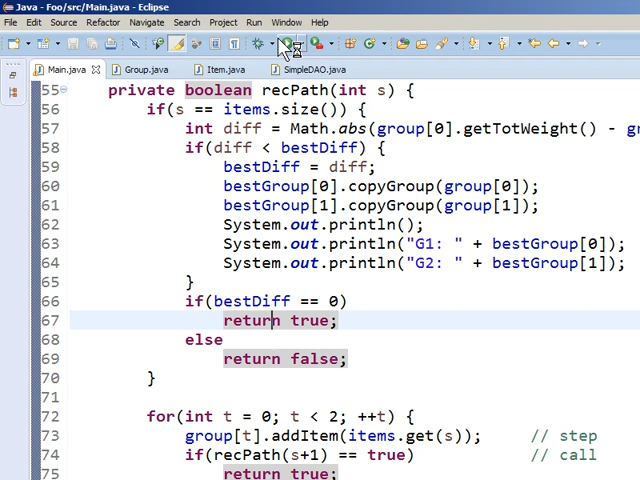 Java - Foo/src/Main.java - Eclipse
File Edit Source Refactor Navigate Search Project Run Window Help
Main.java Group.java Item.java SimpleDAO.java
55 private boolean recPath(int s) {
56 if(s == items.size()) {
57 int diff = Math.abs(group[0].getTotWeight() - gr
58 if(diff < bestDiff) {
59 bestDiff = diff;
60 bestGroup[0].copyGroup(group[0]);
61 bestGroup[1].copyGroup(group[1]);
62 System.out.println();
63 System.out.println("G1: " + bestGroup[0]);
64 System.out.println("G2: " + bestGroup[1]);
65 }
66 if(bestDiff == 0)
67 return true;
68 else
69 return false;
70 }
71
72 for(int t = 0; t < 2; ++t) {
73 group[t].addItem(items.get(s)); // step
74 if(recPath(s+1) == true) // call
75 return true;